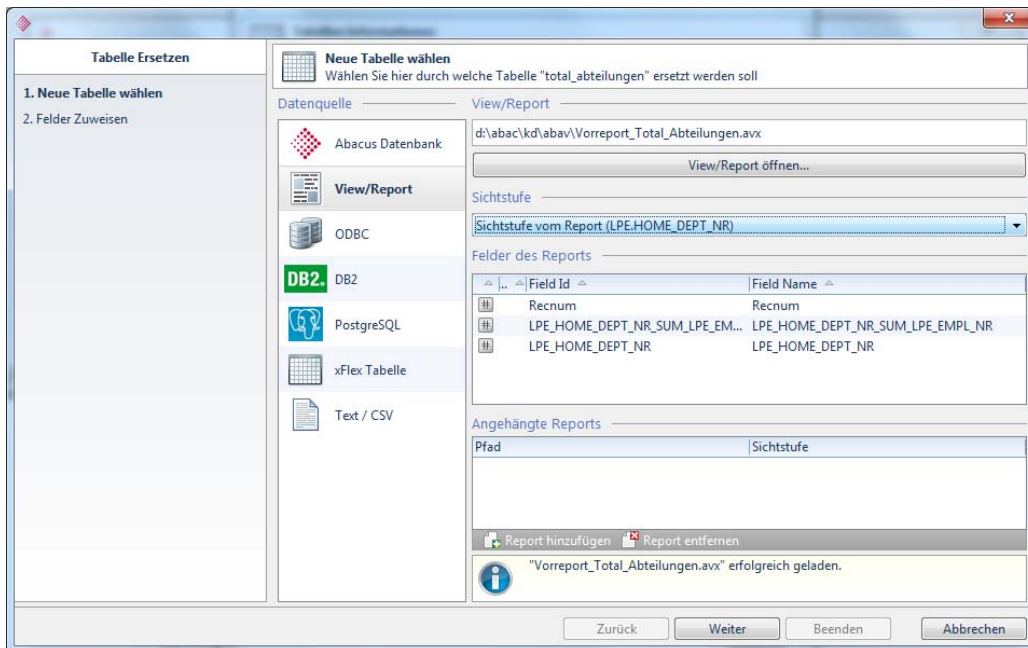 Tabelle Ersetzen
1. Neue Tabelle wählen
2. Felder Zuweisen
Neue Tabelle wählen
Wählen Sie hier durch welche Tabelle "total_abteilungen" ersetzt werden soll
Datenquelle
Abacus Datenbank
View/Report
ODBC
DB2. DB2
PostgreSQL
xFlex Tabelle
Text / CSV
View/Report
d:\abac\kd\abav\Vorreport_Total_Abteilungen.avx
View/Report öffnen...
Sichtstufe
Sichtstufe vom Report (LPE.HOME_DEPT_NR)
Felder des Reports
.. Field Id Field Name
Recnum Recnum
LPE_HOME_DEPT_NR_SUM_LPE_EM... LPE_HOME_DEPT_NR_SUM_LPE_EMPL_NR
LPE_HOME_DEPT_NR LPE_HOME_DEPT_NR
Angehängte Reports
Pfad Sichtstufe
Report hinzufügen Report entfernen
"Vorreport_Total_Abteilungen.avx" erfolgreich geladen.
Zurück Weiter Beenden Abbrechen